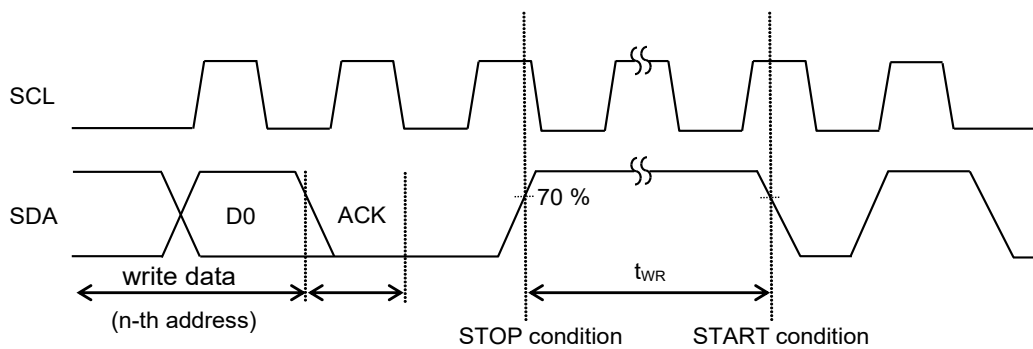 SCL
SDA
D0
ACK
70 %
write data
(n-th address)
tWR
STOP condition
START condition